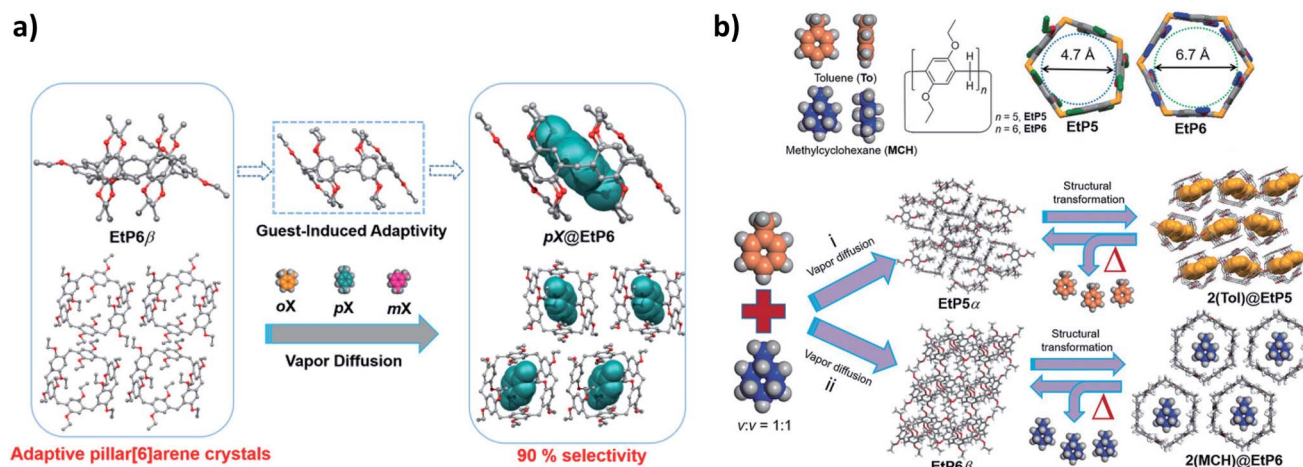 a)
EtP6β
Guest-Induced Adaptivity
pX@EtP6
oX pX mX
Vapor Diffusion
Adaptive pillar[6]arene crystals
90 % selectivity
b)
Toluene (To)
Methylcyclohexane (MCH)
O
H
H
n
O
n = 5, EtP5
n = 6, EtP6
4.7 Å
6.7 Å
EtP5
EtP6
i
Vapor diffusion
Vapor diffusion
ii
v:v = 1:1
EtP5α
EtP6β
Structural
transformation
Δ
2(Tol)@EtP5
Structural
transformation
Δ
2(MCH)@EtP6